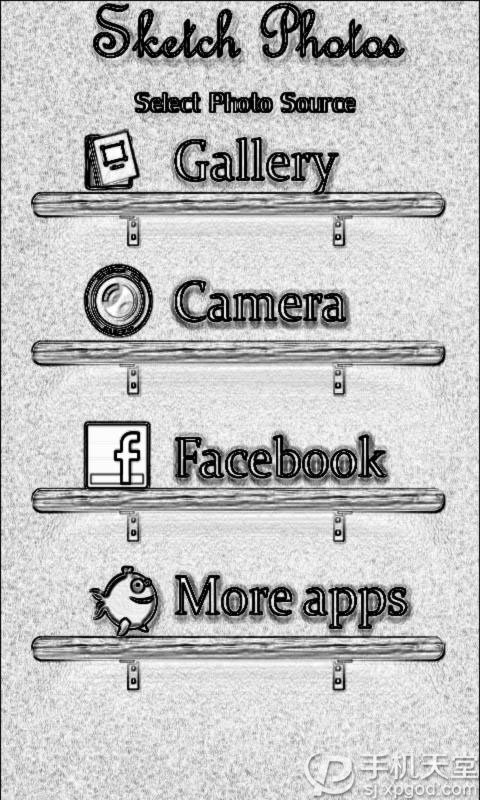 Sketch Photos
Select Photo Source
Gallery
Camera
f
Facebook
More apps
手机天堂
sj.xpgod.com